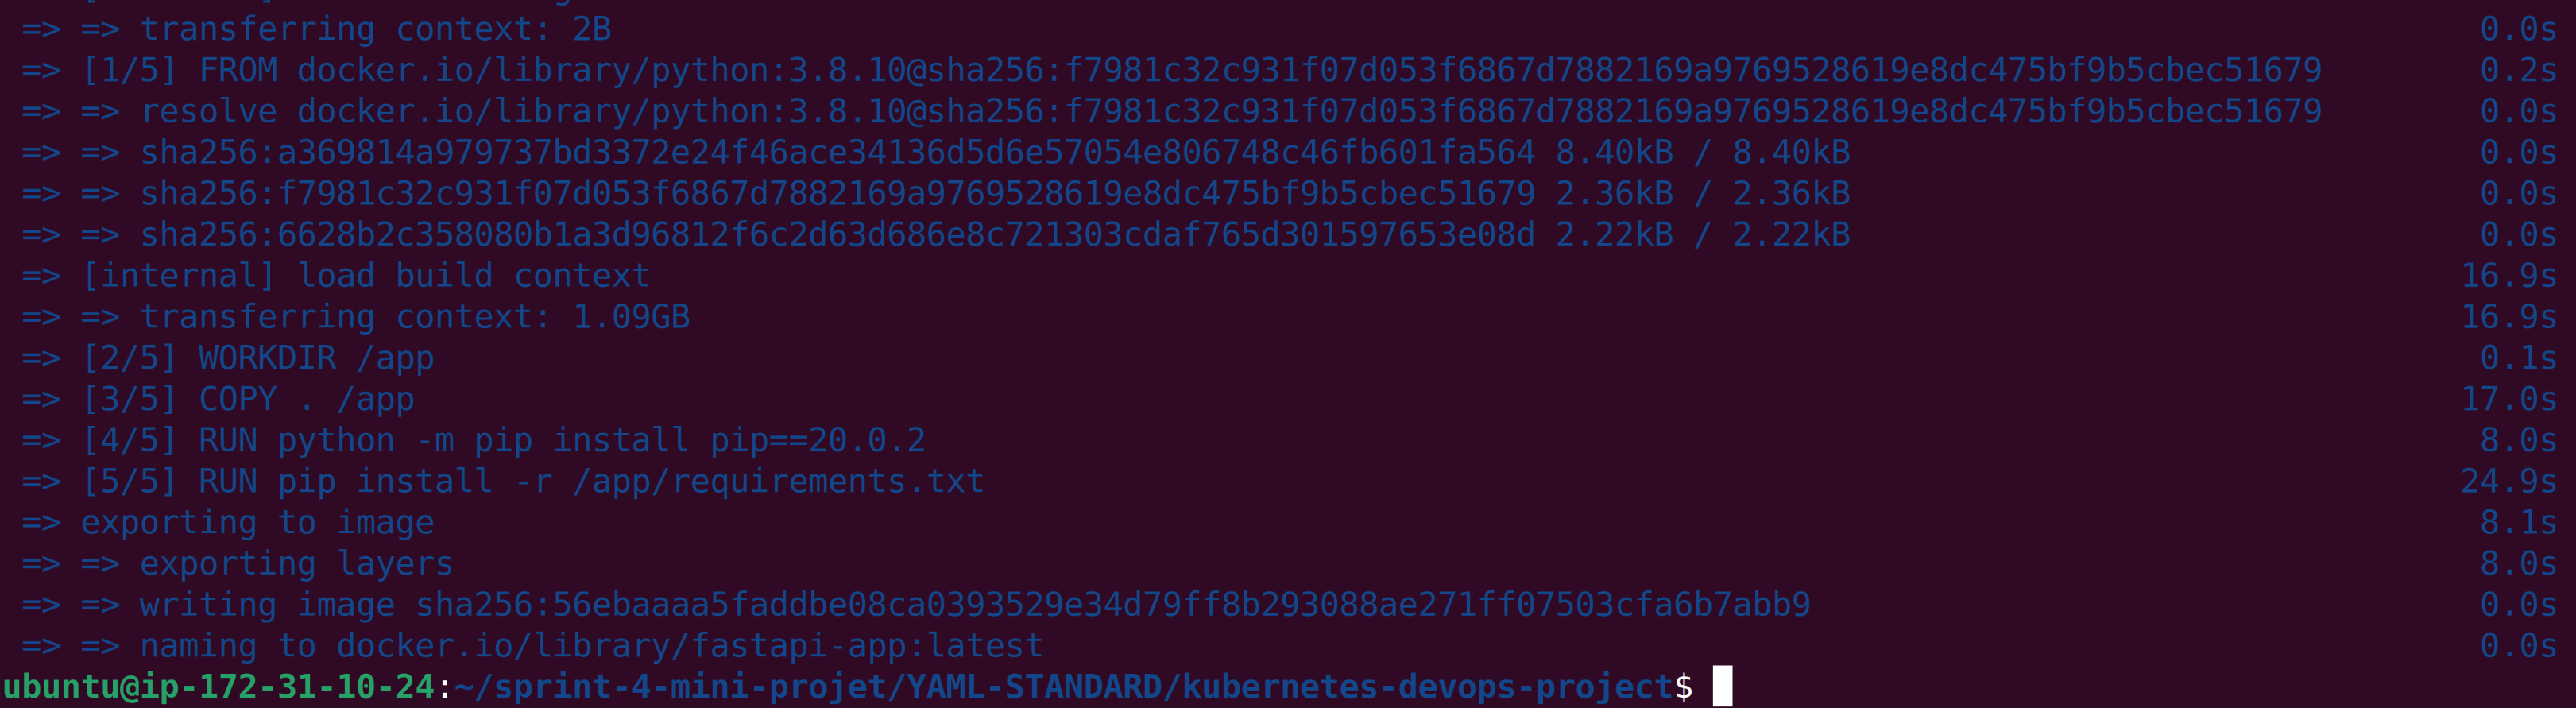 => => transferring context: 2B 0.0s
=> [1/5] FROM docker.io/library/python:3.8.10@sha256:f7981c32c931f07d053f6867d7882169a9769528619e8dc475bf9b5cbec51679 0.2s
=> => resolve docker.io/library/python:3.8.10@sha256:f7981c32c931f07d053f6867d7882169a9769528619e8dc475bf9b5cbec51679 0.0s
=> => sha256:a369814a979737bd3372e24f46ace34136d5d6e57054e806748c46fb601fa564 8.40kB / 8.40kB 0.0s
=> => sha256:f7981c32c931f07d053f6867d7882169a9769528619e8dc475bf9b5cbec51679 2.36kB / 2.36kB 0.0s
=> => sha256:6628b2c358080b1a3d96812f6c2d63d686e8c721303cdaf765d301597653e08d 2.22kB / 2.22kB 0.0s
=> [internal] load build context 16.9s
=> => transferring context: 1.09GB 16.9s
=> [2/5] WORKDIR /app 0.1s
=> [3/5] COPY . /app 17.0s
=> [4/5] RUN python -m pip install pip==20.0.2 8.0s
=> [5/5] RUN pip install -r /app/requirements.txt 24.9s
=> exporting to image 8.1s
=> => exporting layers 8.0s
=> => writing image sha256:56ebaaaa5faddbe08ca0393529e34d79ff8b293088ae271ff07503cfa6b7abb9 0.0s
=> => naming to docker.io/library/fastapi-app:latest 0.0s
ubuntu@ip-172-31-10-24:~/sprint-4-mini-projet/YAML-STANDARD/kubernetes-devops-project$